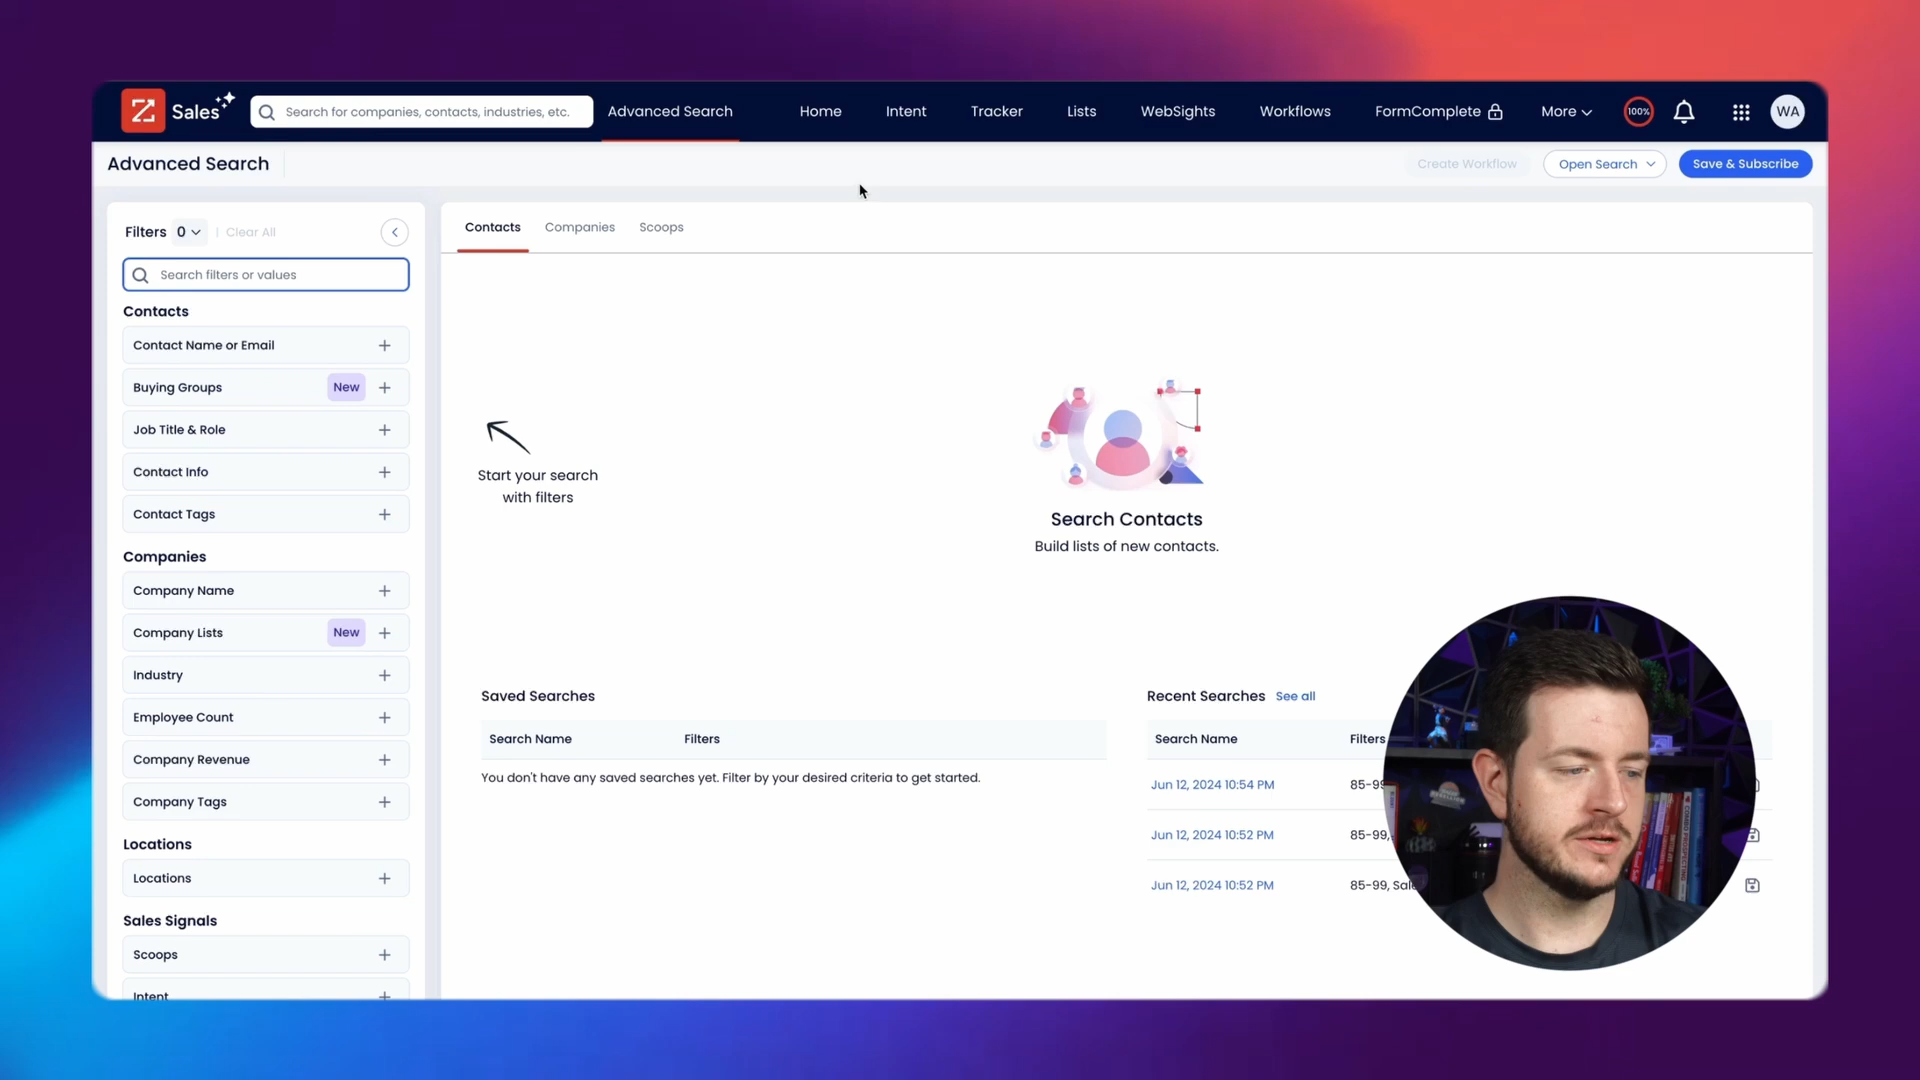 Sales
Search for companies, contacts, industries, etc.
Advanced Search
Home
Intent
Tracker
Lists
WebSights
Workflows
FormComplete
More
100%
WA
Advanced Search
Create Workflow
Open Search
Save & Subscribe
Filters 0 | Clear All
Search filters or values
Contacts
Contact Name or Email
Buying Groups New
Job Title & Role
Contact Info
Contact Tags
Companies
Company Name
Company Lists New
Industry
Employee Count
Company Revenue
Company Tags
Locations
Locations
Sales Signals
Scoops
Intent
Contacts
Companies
Scoops
Start your search
with filters
Search Contacts
Build lists of new contacts.
Saved Searches
Search Name
Filters
You don't have any saved searches yet. Filter by your desired criteria to get started.
Recent Searches See all
Search Name
Filters
Jun 12, 2024 10:54 PM
85-99
Jun 12, 2024 10:52 PM
85-99,
Jun 12, 2024 10:52 PM
85-99,